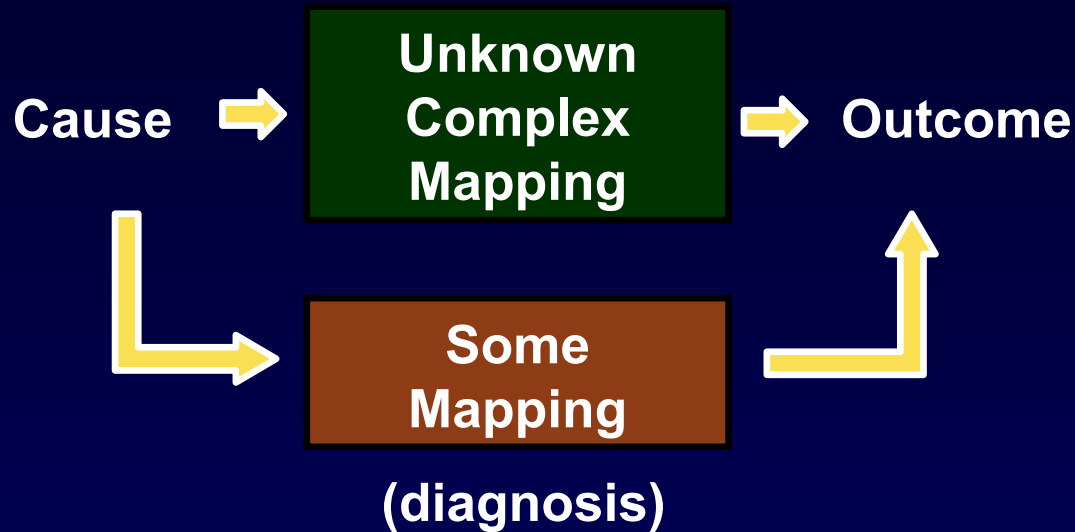 Unknown
Complex
Mapping
Cause
Outcome
Some
Mapping
(diagnosis)